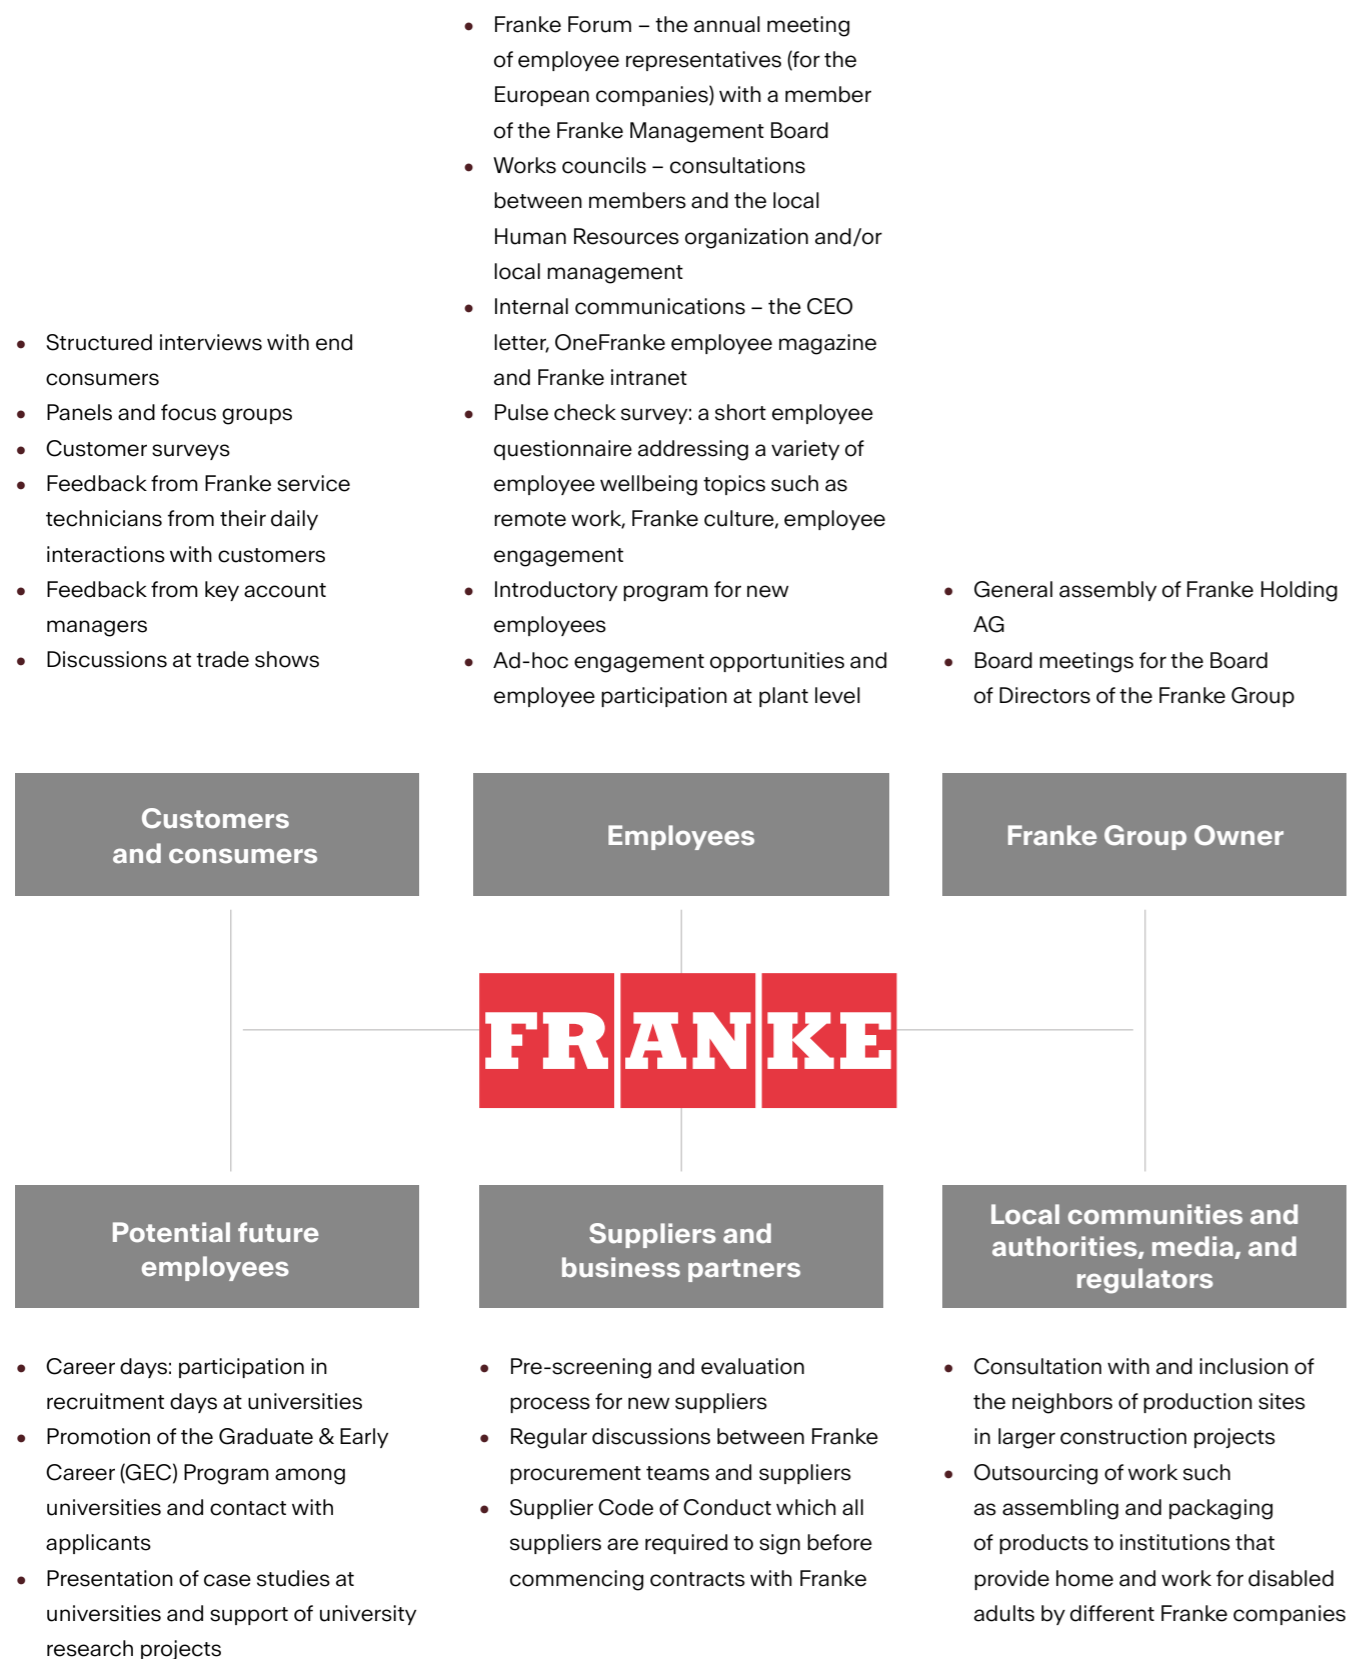 • Structured interviews with end
consumers
• Panels and focus groups
• Customer surveys
• Feedback from Franke service
technicians from their daily
interactions with customers
• Feedback from key account
managers
• Discussions at trade shows
• Franke Forum – the annual meeting
of employee representatives (for the
European companies) with a member
of the Franke Management Board
• Works councils – consultations
between members and the local
Human Resources organization and/or
local management
• Internal communications – the CEO
letter, OneFranke employee magazine
and Franke intranet
• Pulse check survey: a short employee
questionnaire addressing a variety of
employee wellbeing topics such as
remote work, Franke culture, employee
engagement
• Introductory program for new
employees
• Ad-hoc engagement opportunities and
employee participation at plant level
• General assembly of Franke Holding
AG
• Board meetings for the Board
of Directors of the Franke Group
Customers
and consumers
Employees
Franke Group Owner
FRANKE
Potential future
employees
Suppliers and
business partners
Local communities and
authorities, media, and
regulators
• Career days: participation in
recruitment days at universities
• Promotion of the Graduate & Early
Career (GEC) Program among
universities and contact with
applicants
• Presentation of case studies at
universities and support of university
research projects
• Pre-screening and evaluation
process for new suppliers
• Regular discussions between Franke
procurement teams and suppliers
• Supplier Code of Conduct which all
suppliers are required to sign before
commencing contracts with Franke
• Consultation with and inclusion of
the neighbors of production sites
in larger construction projects
• Outsourcing of work such
as assembling and packaging
of products to institutions that
provide home and work for disabled
adults by different Franke companies